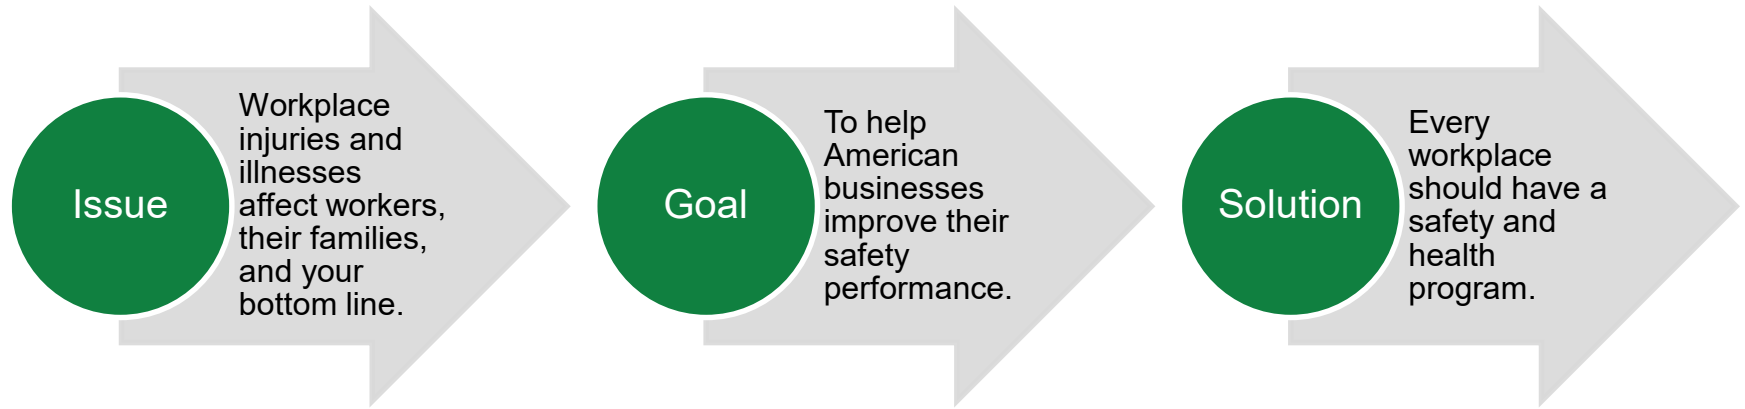 Issue
Workplace
injuries and
illnesses
affect workers,
their families,
and your
bottom line.
Goal
To help
American
businesses
improve their
safety
performance.
Solution
Every
workplace
should have a
safety and
health
program.